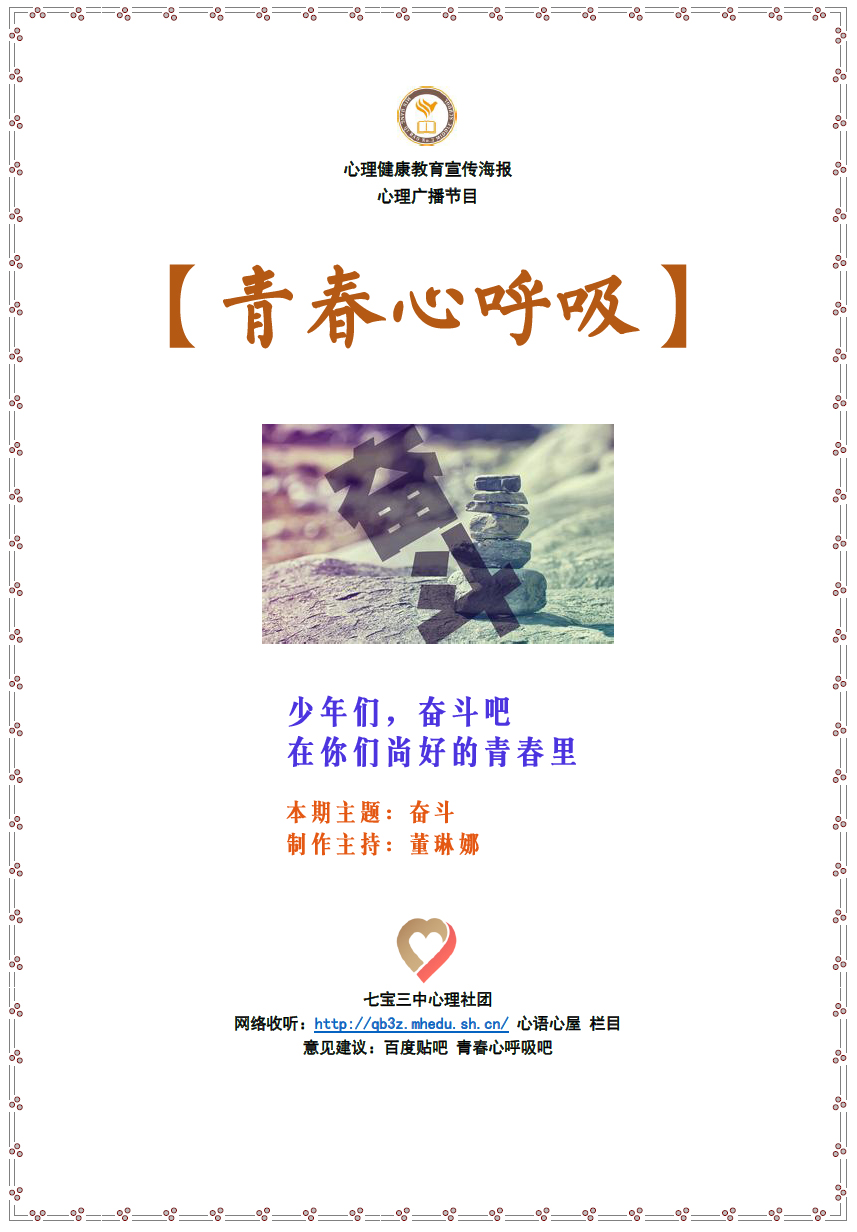 心理健康教育宣传海报
心理广播节目
【青春心呼吸】
奋斗
少年们，奋斗吧
在你们尚好的青春里
本期主题：奋斗
制作主持：董琳娜
七宝三中心理社团
网络收听：http://qb3z.mhedu.sh.cn/ 心语心屋 栏目
意见建议：百度贴吧 青春心呼吸吧